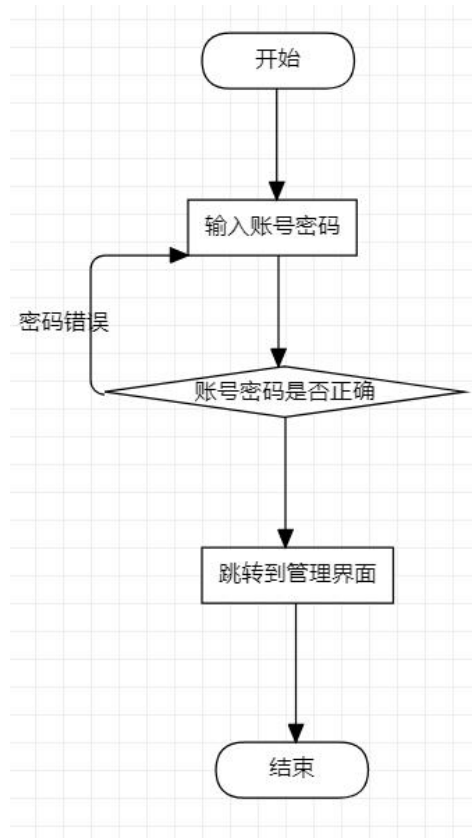 开始
输入账号密码
密码错误
账号密码是否正确
跳转到管理界面
结束